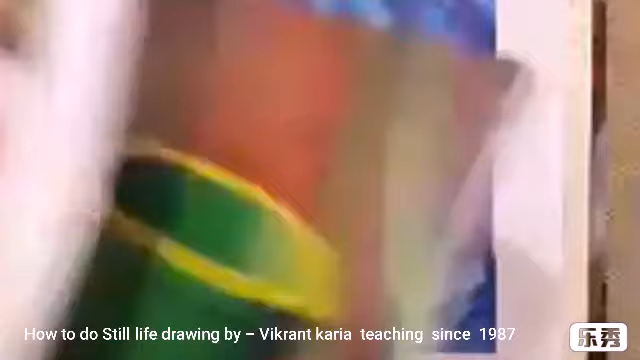 How to do Still life drawing by – Vikrant karia teaching since 1987
乐秀